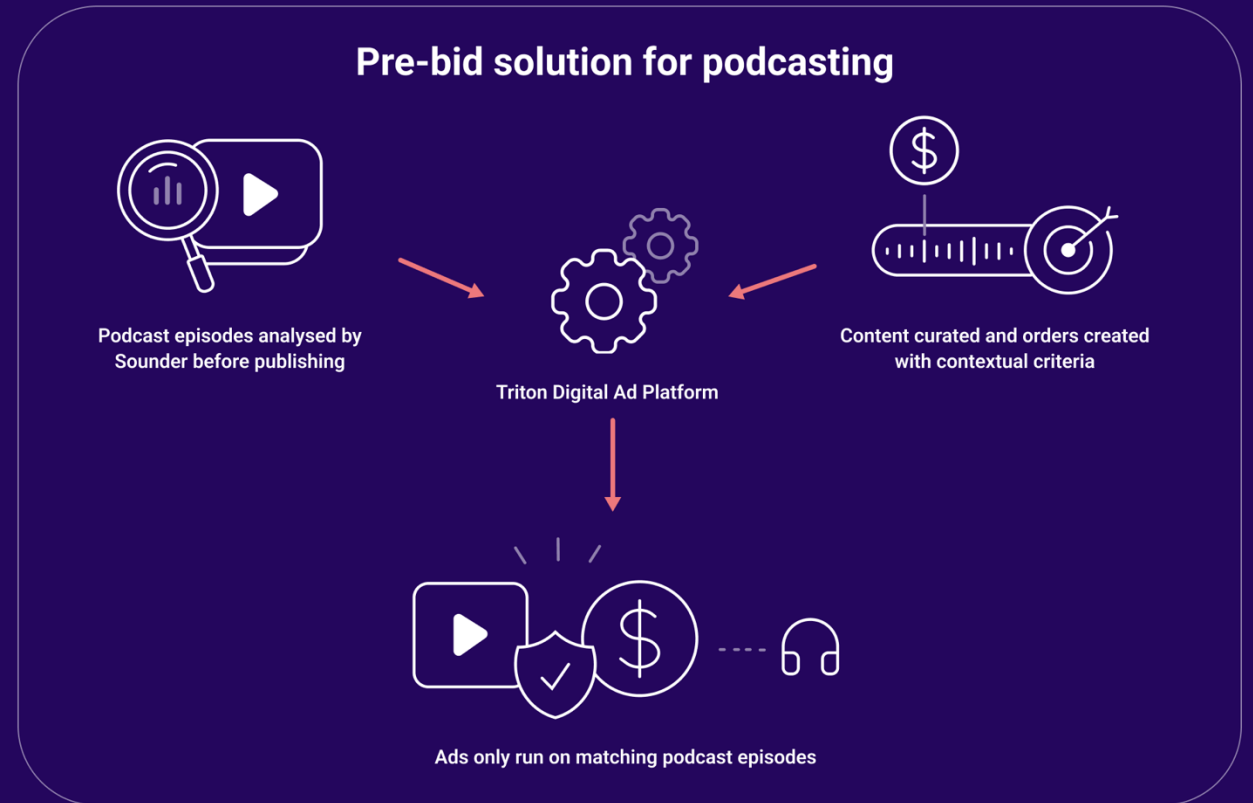 Pre-bid solution for podcasting
Podcast episodes analysed by
Sounder before publishing
Content curated and orders created
with contextual criteria
Triton Digital Ad Platform
Ads only run on matching podcast episodes